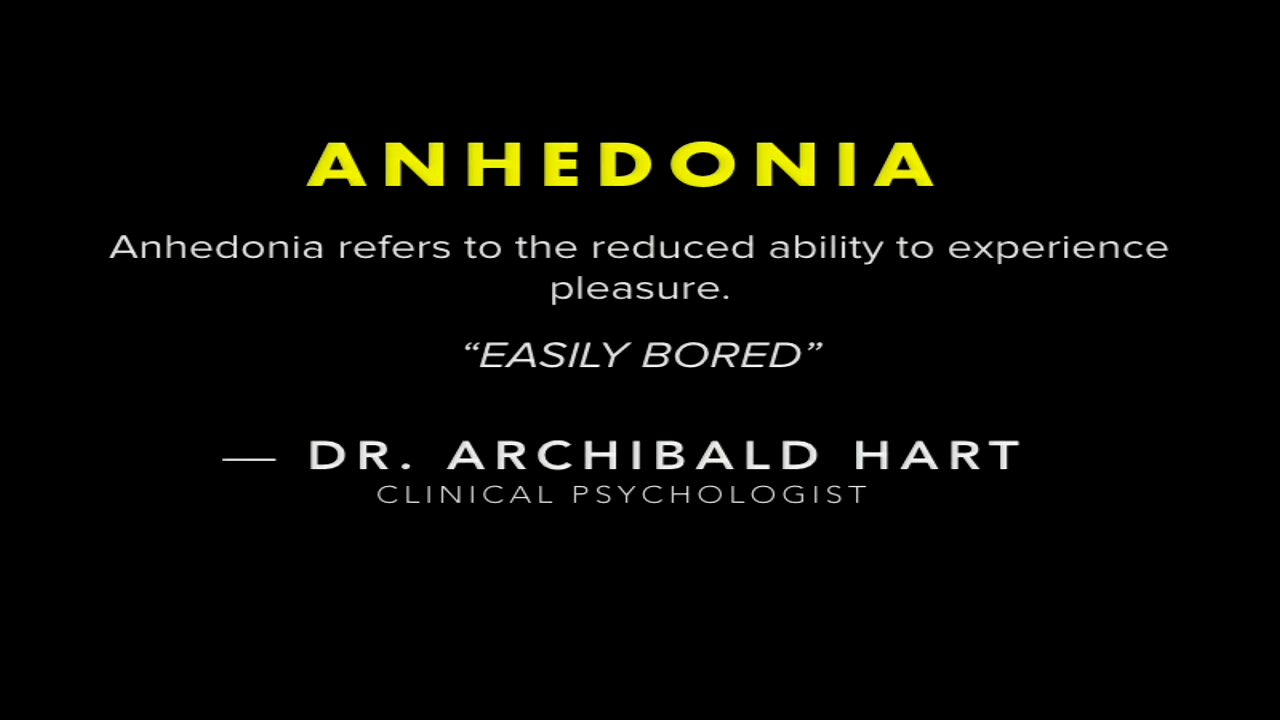 ANHEDONIA
Anhedonia refers to the reduced ability to experience
pleasure.
“EASILY BORED”
— DR. ARCHIBALD HART
CLINICAL PSYCHOLOGIST